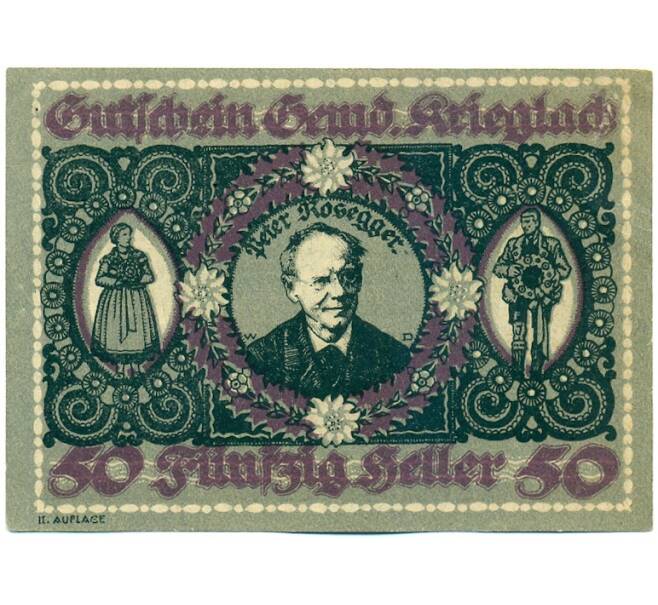 Gutschein Gemd. Krieglach
Peter Rosegger.
W D
50 Fünfzig Heller 50
II. AUFLAGE